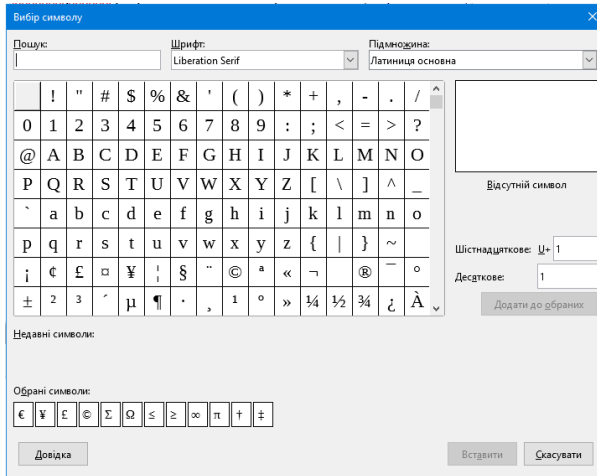 Вибір символу
Пошук: Шрифт: Підмножина:
Liberation Serif Латиниця основна
! " # $ % & ' ( ) * + , - . /
0 1 2 3 4 5 6 7 8 9 : ; < = > ?
@ A B C D E F G H I J K L M N O
P Q R S T U V W X Y Z [ \ ] ^ _
` a b c d e f g h i j k l m n o
p q r s t u v w x y z { | } ~
¡ ¢ £ ¤ ¥ ¦ § ¨ © ª « ¬ ® ¯ °
± ² ³ ´ µ ¶ · ¸ ¹ º » ¼ ½ ¾ ¿ À
Відсутній символ
Шістнадцяткове: U+ 1
Десяткове: 1
Додати до обраних
Недавні символи:
Обрані символи:
€ ¥ £ © Σ Ω ≤ ≥ ∞ π † ‡
Довідка Вставити Скасувати